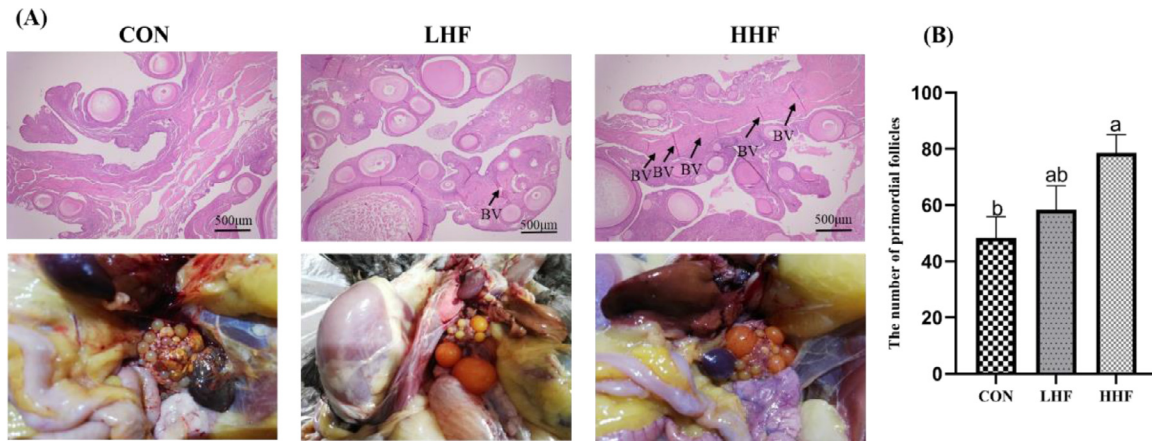 (A)
CON
LHF
HHF
500μm
BV
500μm
BV
BV
BV
BV
BV
500μm
(B)
The number of primordial follicles
100
80
60
40
20
0
b
ab
a
CON
LHF
HHF